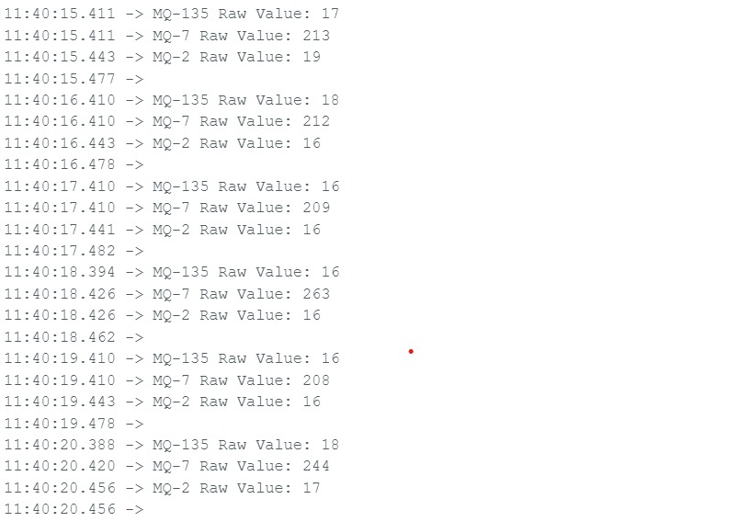 11:40:15.411 -> MQ-135 Raw Value: 17
11:40:15.411 -> MQ-7 Raw Value: 213
11:40:15.443 -> MQ-2 Raw Value: 19
11:40:15.477 ->
11:40:16.410 -> MQ-135 Raw Value: 18
11:40:16.410 -> MQ-7 Raw Value: 212
11:40:16.443 -> MQ-2 Raw Value: 16
11:40:16.478 ->
11:40:17.410 -> MQ-135 Raw Value: 16
11:40:17.410 -> MQ-7 Raw Value: 209
11:40:17.441 -> MQ-2 Raw Value: 16
11:40:17.482 ->
11:40:18.394 -> MQ-135 Raw Value: 16
11:40:18.426 -> MQ-7 Raw Value: 263
11:40:18.426 -> MQ-2 Raw Value: 16
11:40:18.462 ->
11:40:19.410 -> MQ-135 Raw Value: 16
11:40:19.410 -> MQ-7 Raw Value: 208
11:40:19.443 -> MQ-2 Raw Value: 16
11:40:19.478 ->
11:40:20.388 -> MQ-135 Raw Value: 18
11:40:20.420 -> MQ-7 Raw Value: 244
11:40:20.456 -> MQ-2 Raw Value: 17
11:40:20.456 ->